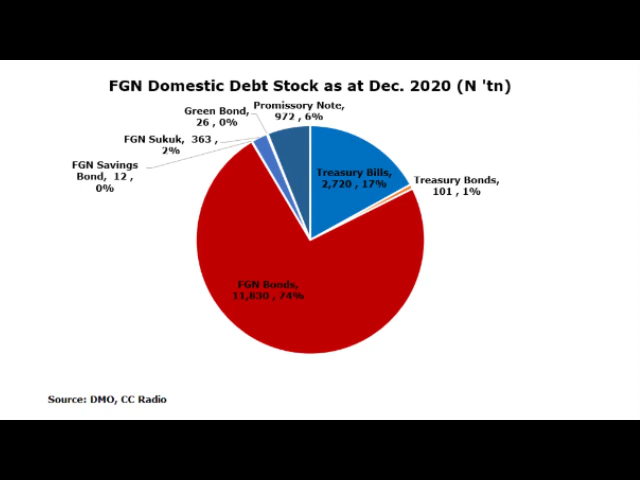 FGN Domestic Debt Stock as at Dec. 2020 (N 'tn)
Promissory Note,
972 , 6%
Green Bond,
26 , 0%
FGN Sukuk, 363 ,
2%
FGN Savings
Bond, 12 ,
0%
Treasury Bills,
2,720 , 17%
Treasury Bonds,
101 , 1%
FGN Bonds,
11,830 , 74%
Source: DMO, CC Radio